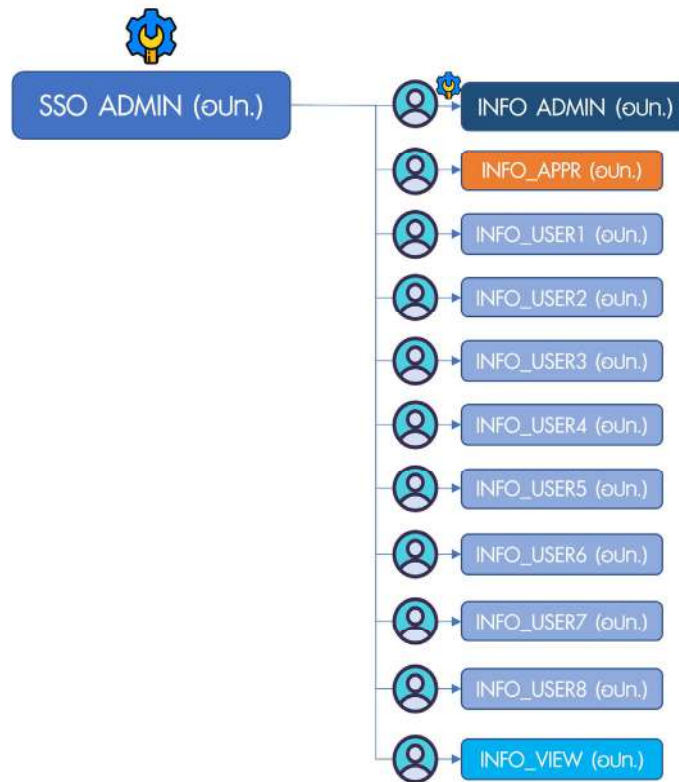 SSO ADMIN (อปท.)
INFO ADMIN (อปท.)
INFO_APPR (อปท.)
INFO_USER1 (อปท.)
INFO_USER2 (อปท.)
INFO_USER3 (อปท.)
INFO_USER4 (อปท.)
INFO_USER5 (อปท.)
INFO_USER6 (อปท.)
INFO_USER7 (อปท.)
INFO_USER8 (อปท.)
INFO_VIEW (อปท.)